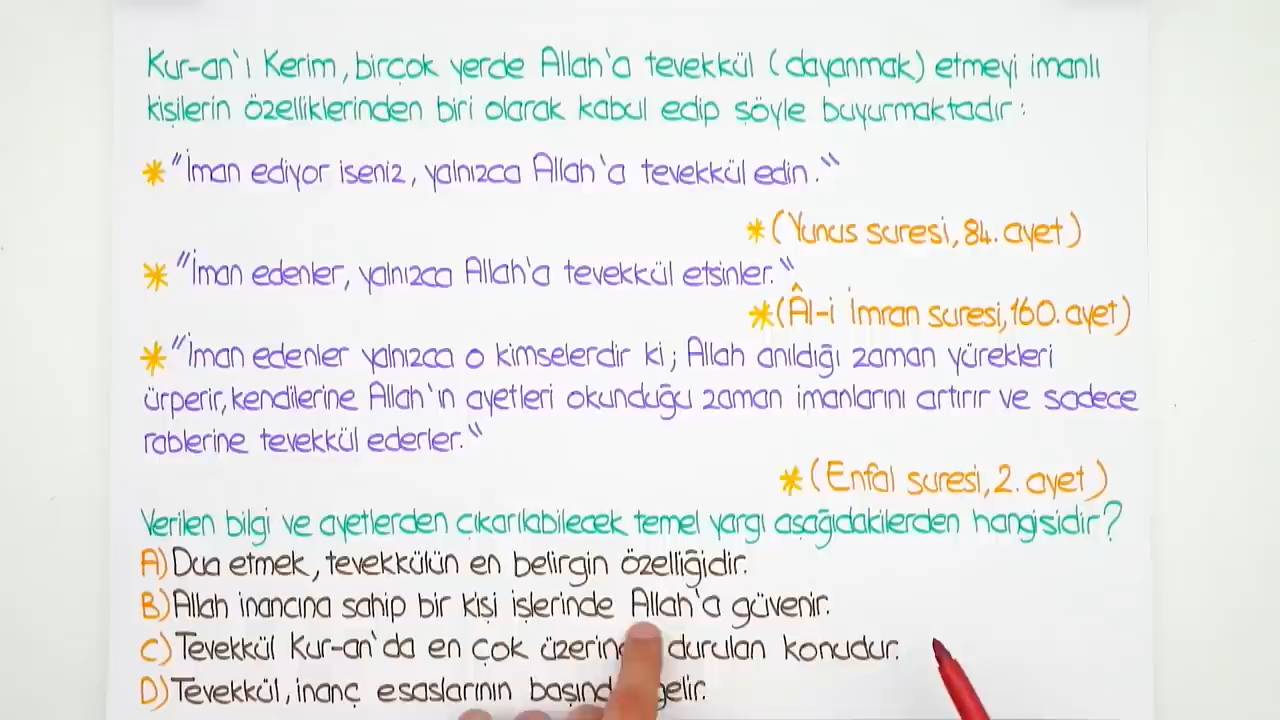 Kur-an'ı Kerim, birçok yerde Allah'a tevekkül (dayanmak) etmeyi imanlı
kişilerin özelliklerinden biri olarak kabul edip şöyle buyurmaktadır:
* "İman ediyor iseniz, yalnızca Allah'a tevekkül edin."
* (Yunus suresi, 84. ayet)
* "İman edenler, yalnızca Allah'a tevekkül etsinler."
* (Âl-i İmran suresi, 160. ayet)
* "İman edenler yalnızca o kimselerdir ki; Allah anıldığı zaman yürekleri
ürperir, kendilerine Allah'ın ayetleri okunduğu zaman imanlarını artırır ve sadece
rablerine tevekkül ederler."
* (Enfal suresi, 2. ayet)
Verilen bilgi ve ayetlerden çıkarılabilecek temel yargı aşağıdakilerden hangisidir?
A) Dua etmek, tevekkülün en belirgin özelliğidir.
B) Allah inancına sahip bir kişi işlerinde Allah'a güvenir.
C) Tevekkül Kur-an'da en çok durulan konudur.
D) Tevekkül, inanç esaslarının gelir.